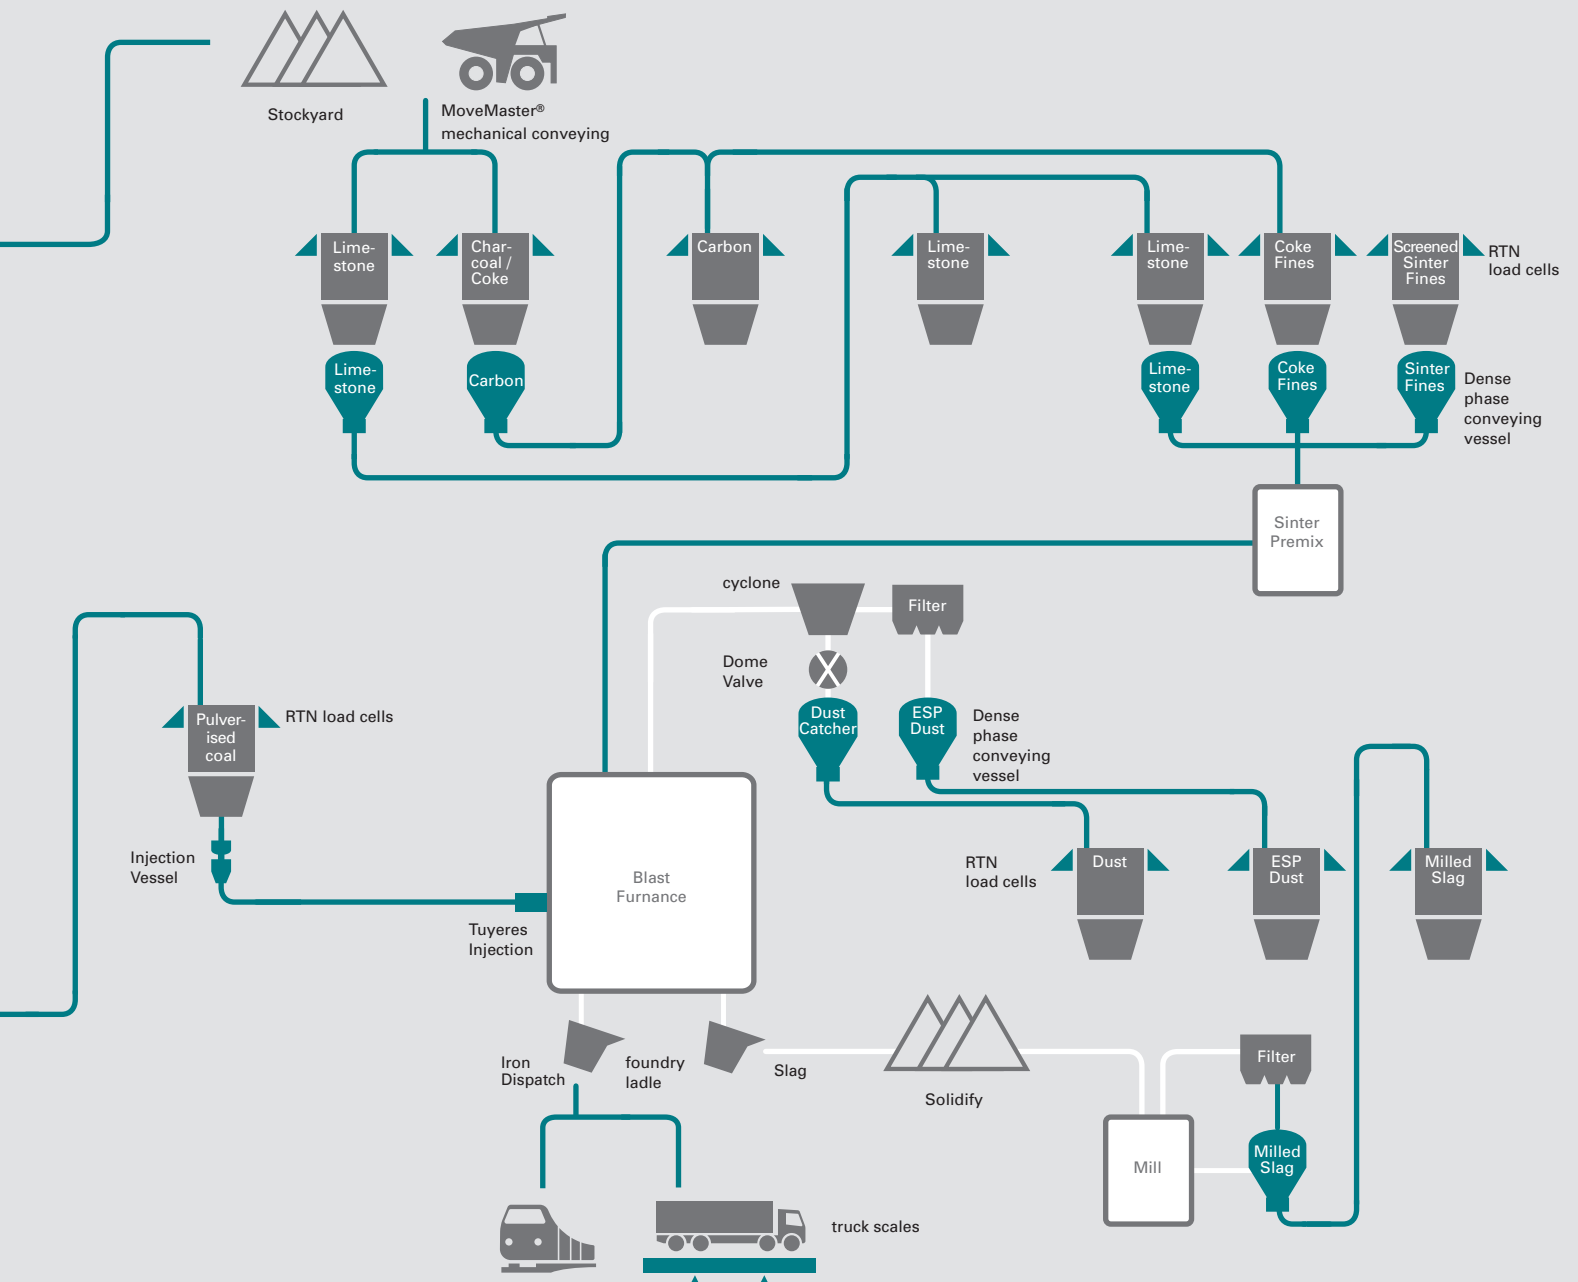 Stockyard
MoveMaster®
mechanical conveying
Lime-
stone
Char-
coal /
Coke
Carbon
Lime-
stone
Lime-
stone
Coke
Fines
Screened
Sinter
Fines
RTN
load cells
Lime-
stone
Carbon
Lime-
stone
Coke
Fines
Sinter
Fines
Dense
phase
conveying
vessel
Sinter
Premix
cyclone
Filter
Dome
Valve
Dust
Catcher
ESP
Dust
Dense
phase
conveying
vessel
Pulver-
ised
coal
RTN load cells
Injection
Vessel
Tuyeres
Injection
Blast
Furnance
RTN
load cells
Dust
ESP
Dust
Milled
Slag
Iron
Dispatch
foundry
ladle
Slag
Solidify
Filter
Mill
Milled
Slag
truck scales